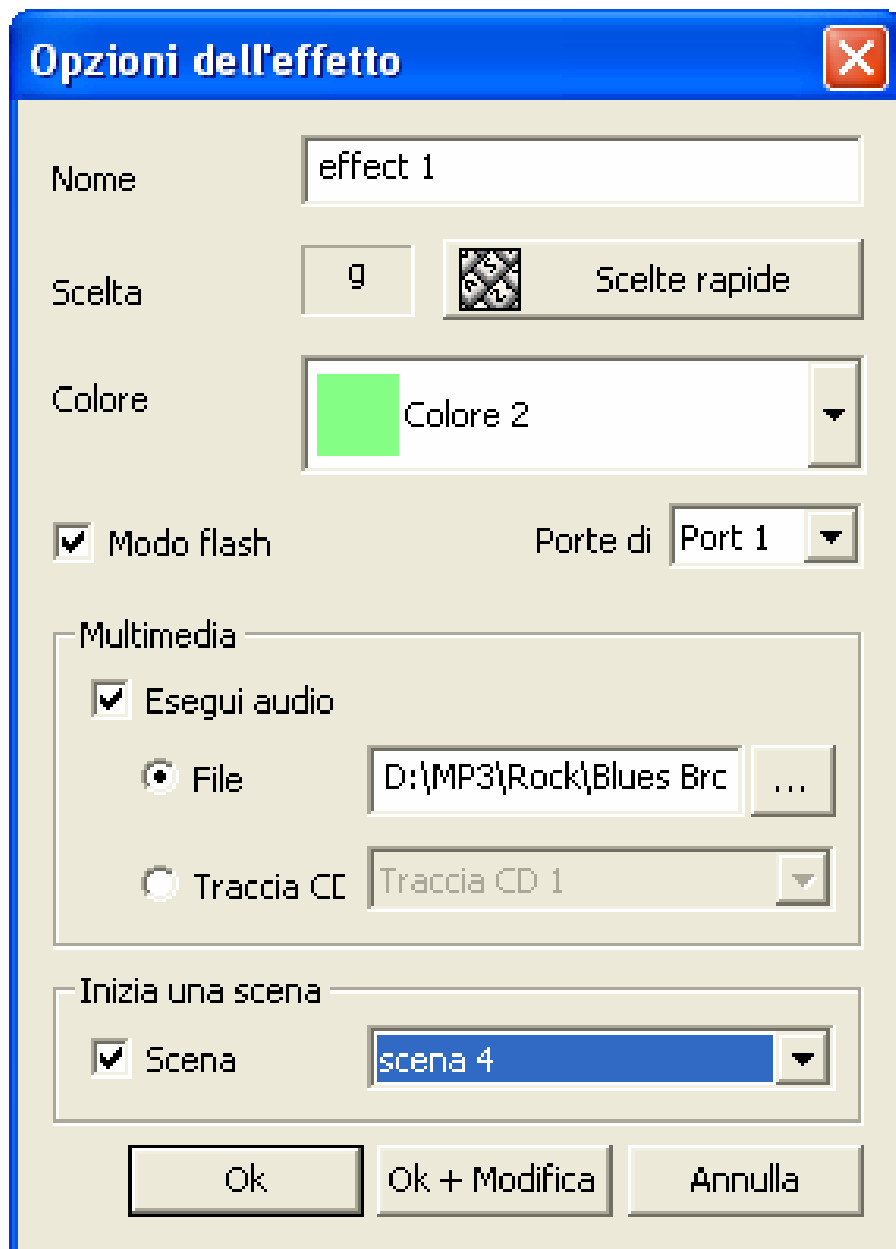 Opzioni dell'effetto
Nome effect 1
Scelta g Scelte rapide
Colore Colore 2
Modo flash Porte di Port 1
Multimedia
Esegui audio
File D:\MP3\Rock\Blues Brc ...
Traccia CD Traccia CD 1
Inizia una scena
Scena scena 4
Ok Ok + Modifica Annulla